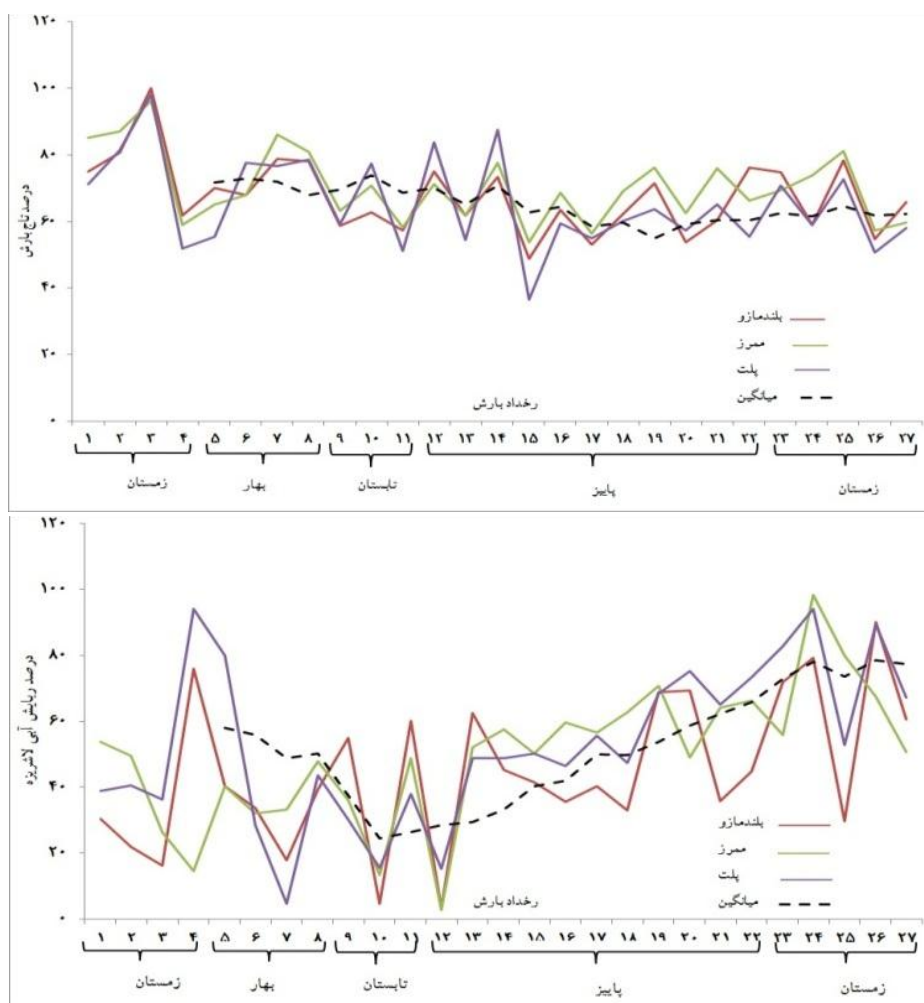 درصد تاج بارش
۱۲۰
۱۰۰
۸۰
۶۰
۴۰
۲۰
۰
بلندمازو
ممرز
پلت
میانگین
رخداد بارش
۱ ۲ ۳ ۴ ۵ ۶ ۷ ۸ ۹ ۱۰ ۱۱ ۱۲ ۱۳ ۱۴ ۱۵ ۱۶ ۱۷ ۱۸ ۱۹ ۲۰ ۲۱ ۲۲ ۲۳ ۲۴ ۲۵ ۲۶ ۲۷
زمستان بهار تابستان پاییز زمستان
درصد ربایش آبی لاشریزه
۱۲۰
۱۰۰
۸۰
۶۰
۴۰
۲۰
۰
بلندمازو
ممرز
پلت
میانگین
رخداد بارش
۱ ۲ ۳ ۴ ۵ ۶ ۷ ۸ ۹ ۱۰ ۱۱ ۱۲ ۱۳ ۱۴ ۱۵ ۱۶ ۱۷ ۱۸ ۱۹ ۲۰ ۲۱ ۲۲ ۲۳ ۲۴ ۲۵ ۲۶ ۲۷
زمستان بهار تابستان پاییز زمستان